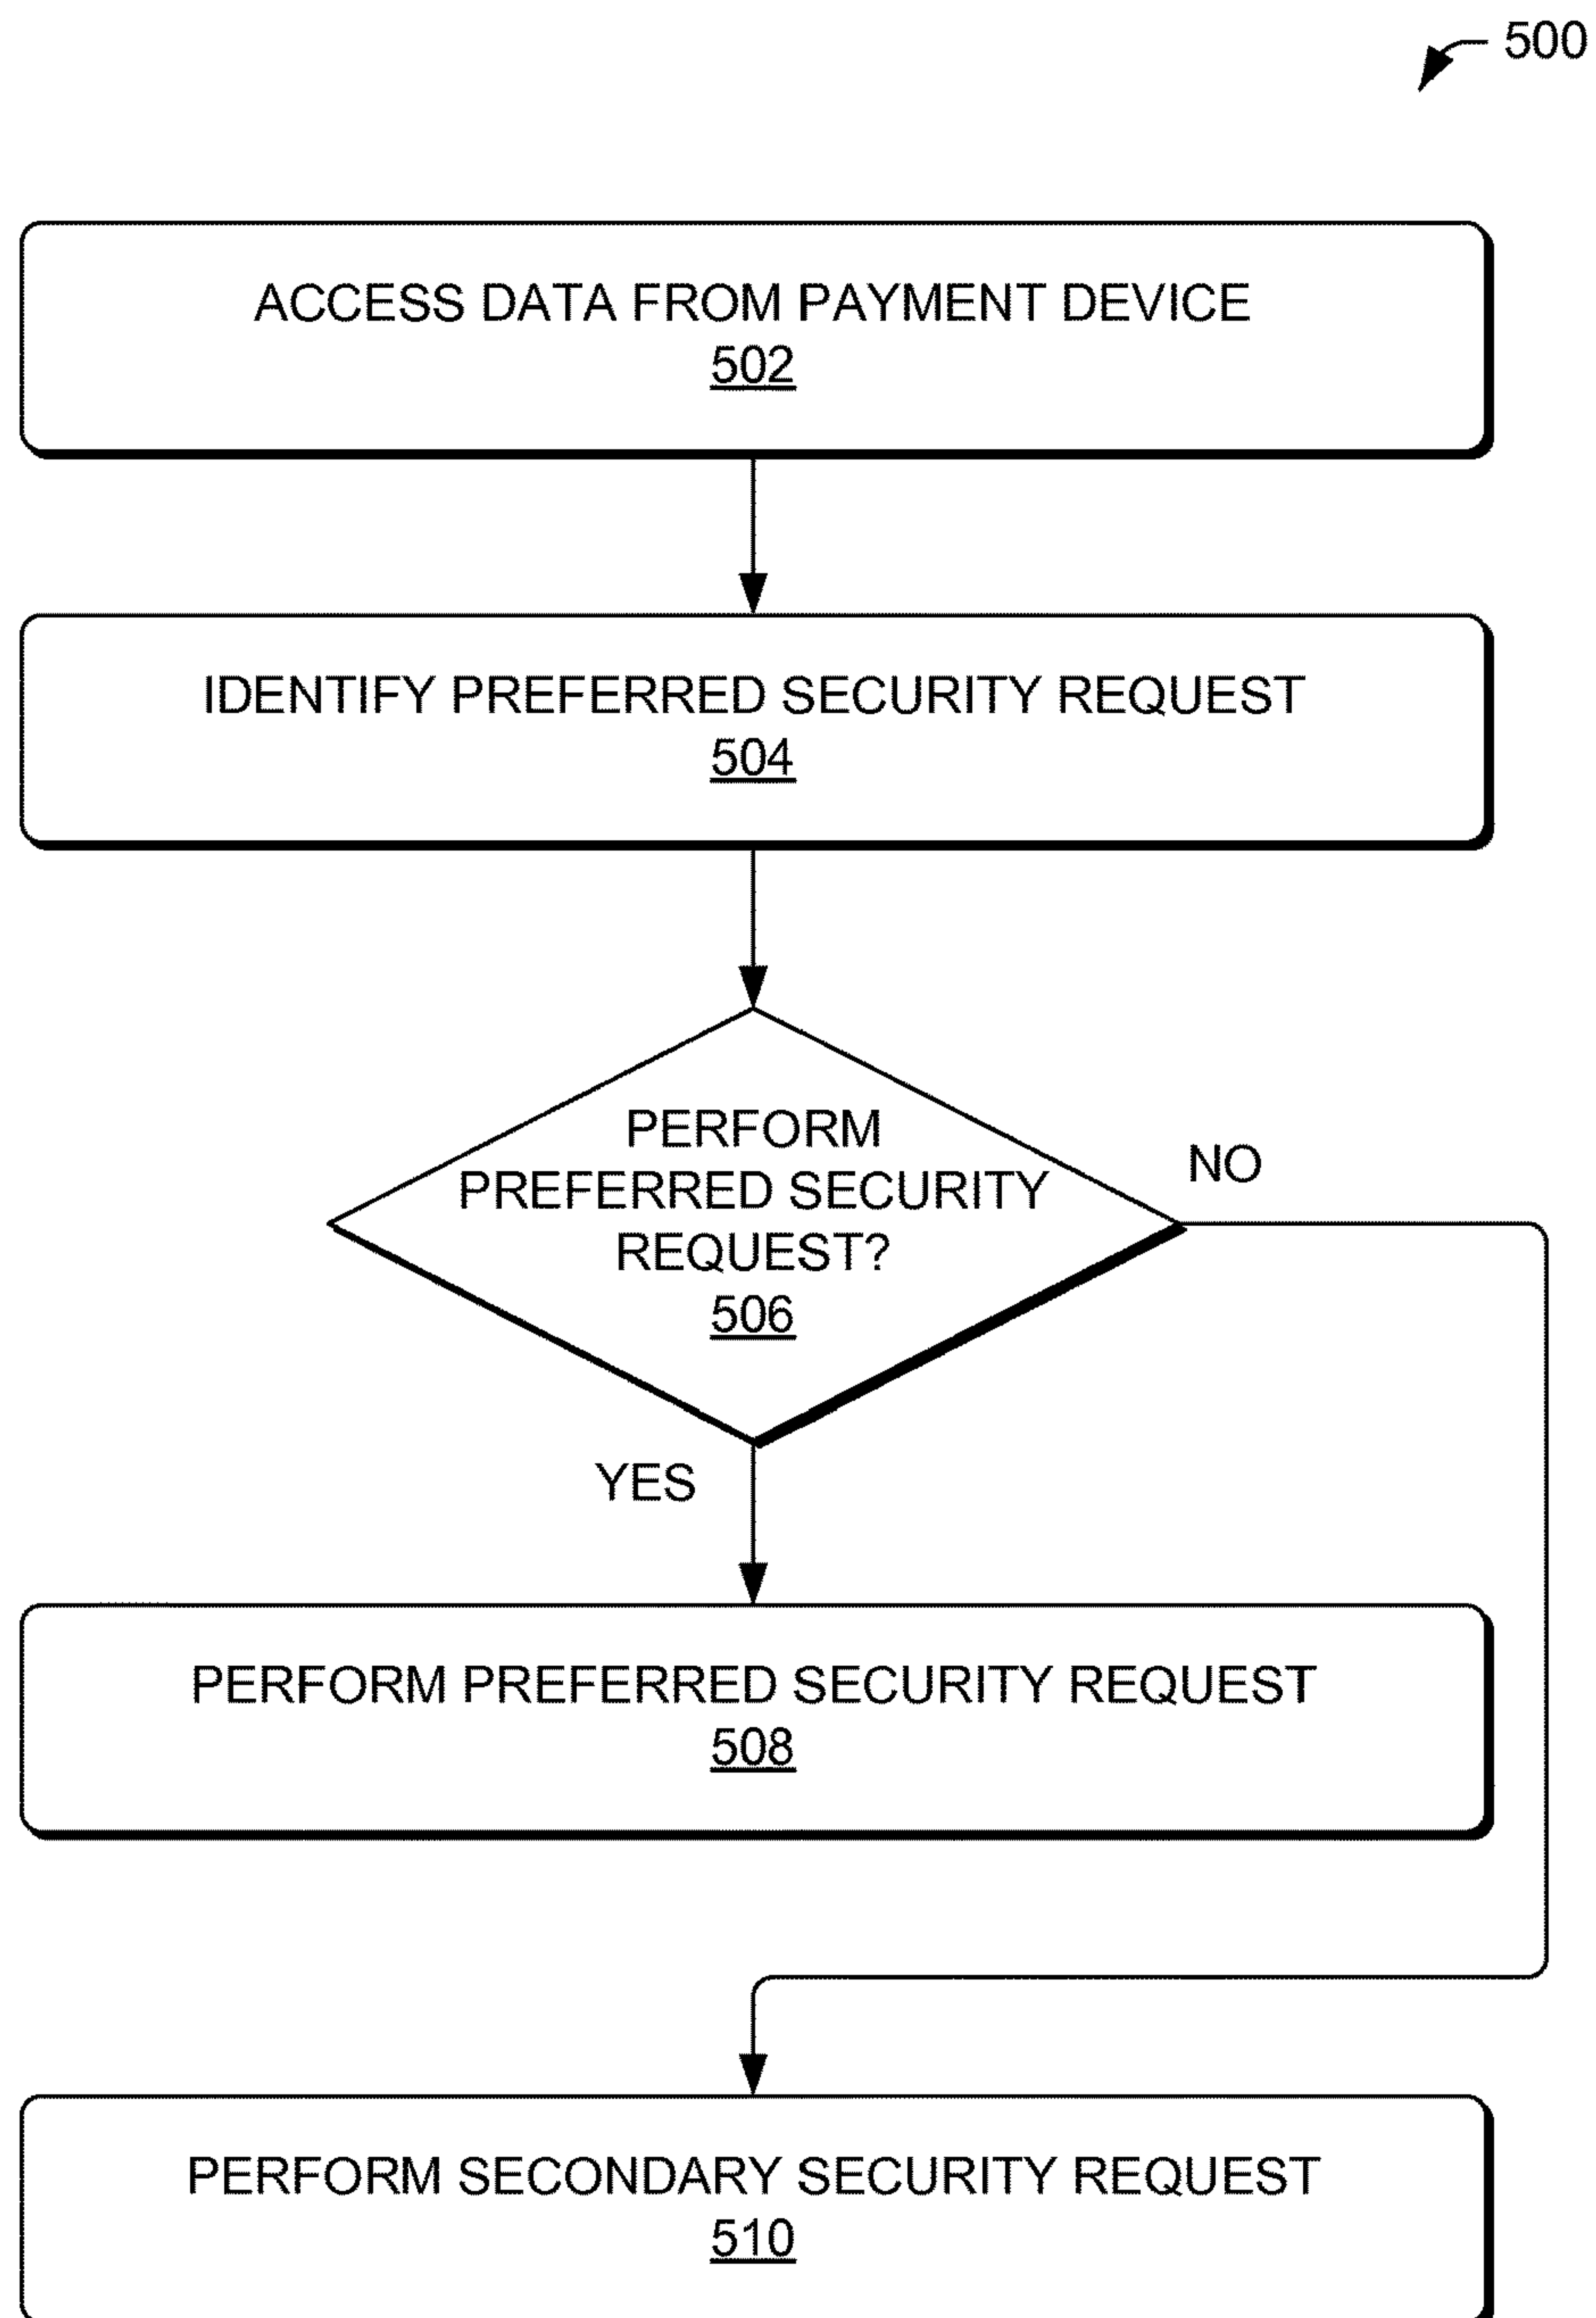 500
ACCESS DATA FROM PAYMENT DEVICE
502
IDENTIFY PREFERRED SECURITY REQUEST
504
PERFORM
PREFERRED SECURITY
REQUEST?
506
NO
YES
PERFORM PREFERRED SECURITY REQUEST
508
PERFORM SECONDARY SECURITY REQUEST
510